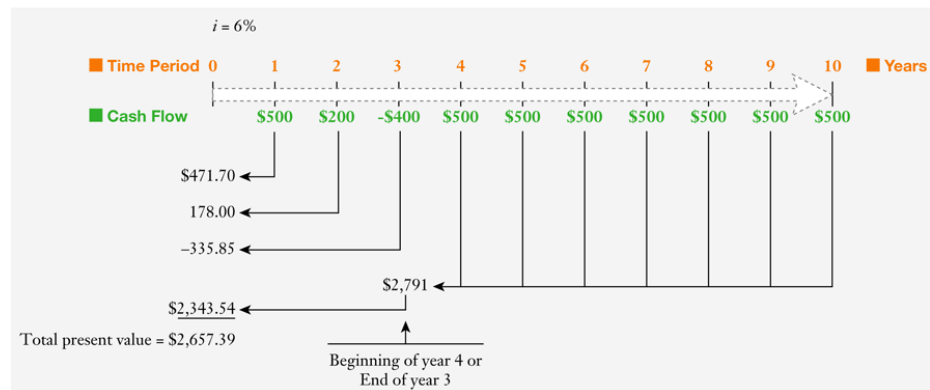 i = 6%
Time Period 0 1 2 3 4 5 6 7 8 9 10 Years
Cash Flow $500 $200 -$400 $500 $500 $500 $500 $500 $500 $500
$471.70
178.00
–335.85
$2,791
$2,343.54
Total present value = $2,657.39
Beginning of year 4 or
End of year 3